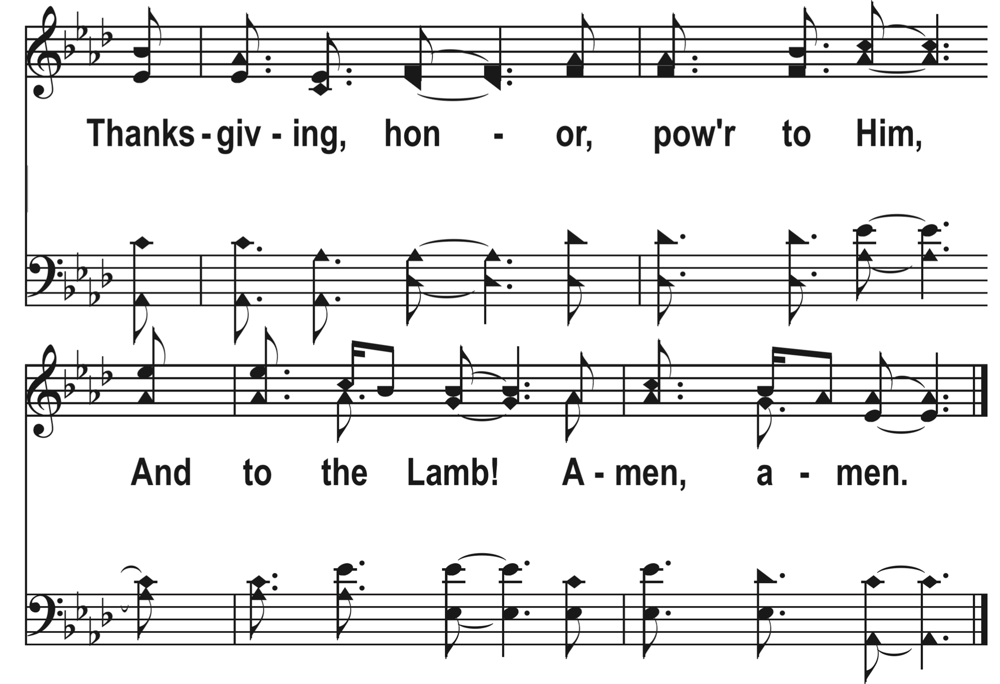 Thanks - giv - ing, hon - or, pow'r to Him,
And to the Lamb! A - men, a - men.